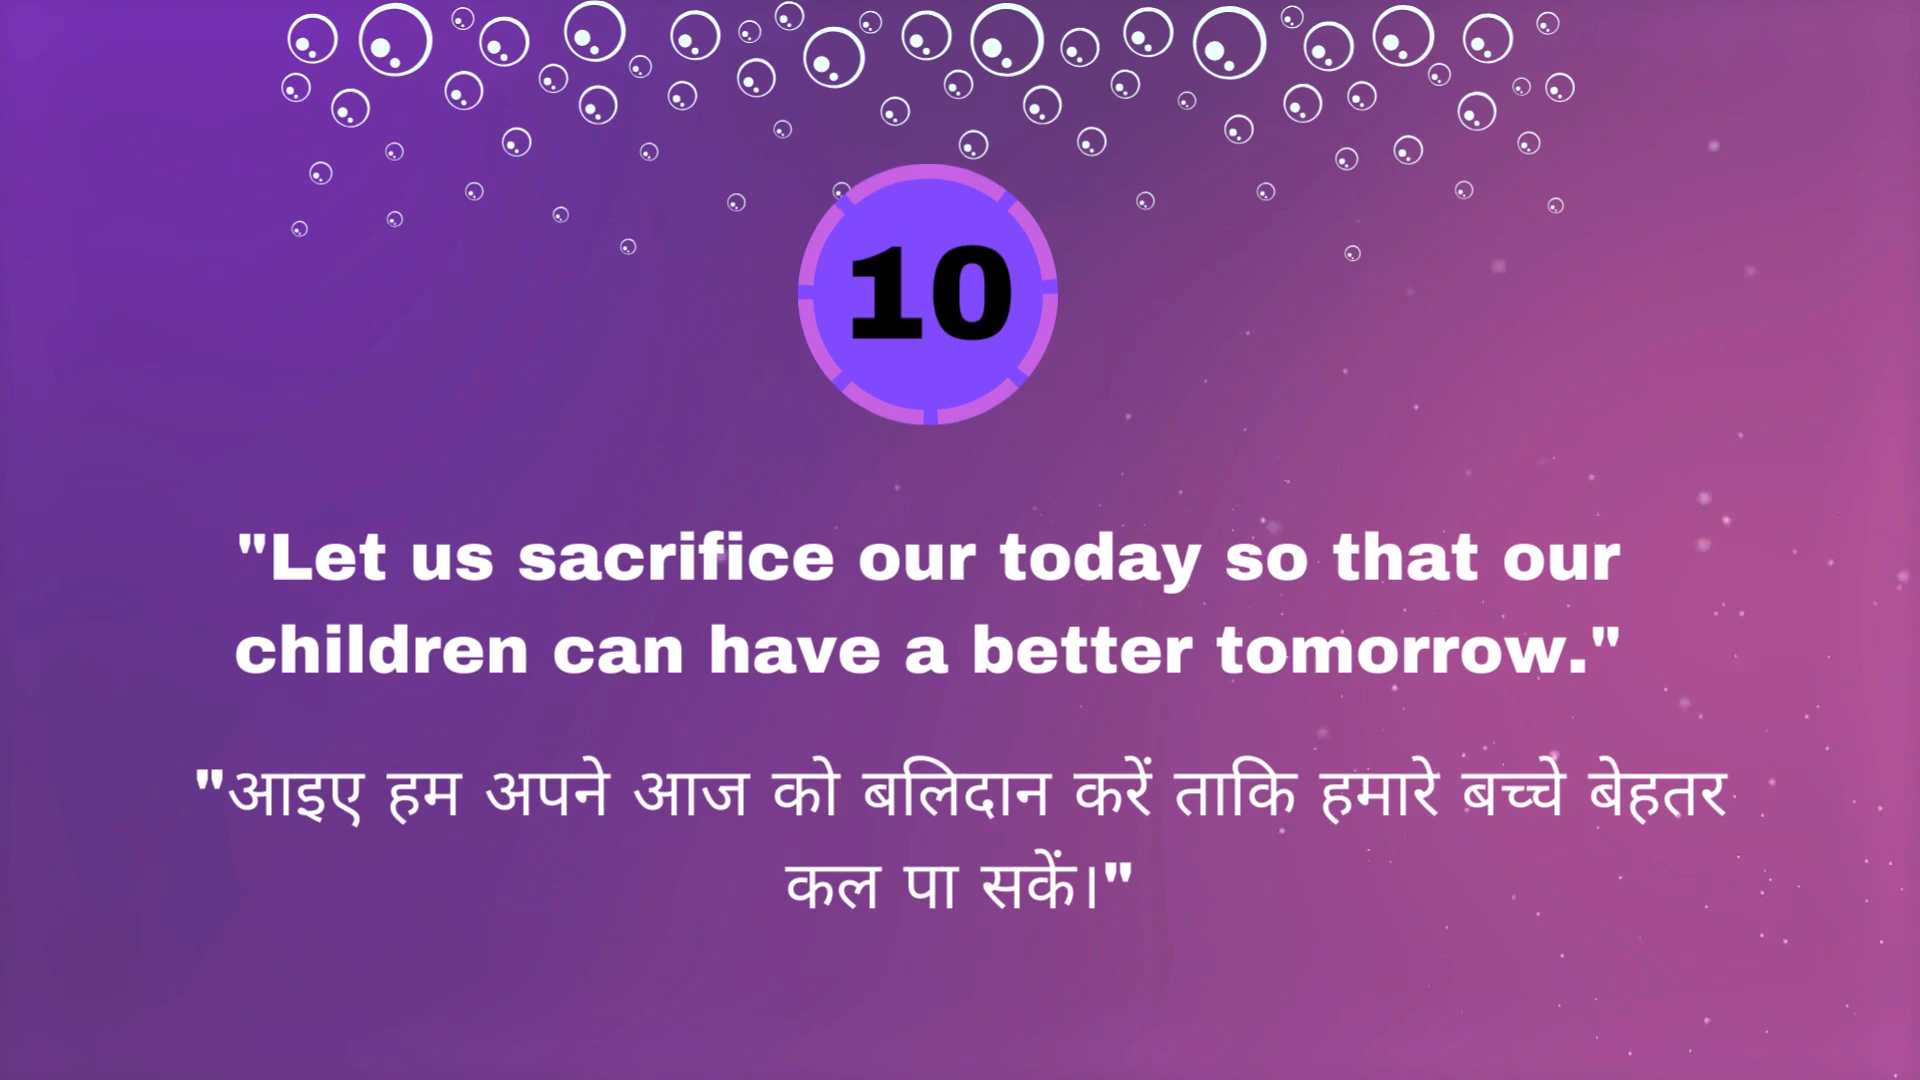 10
"Let us sacrifice our today so that our
children can have a better tomorrow."
"आइए हम अपने आज को बलिदान करें ताकि हमारे बच्चे बेहतर
कल पा सकें।"